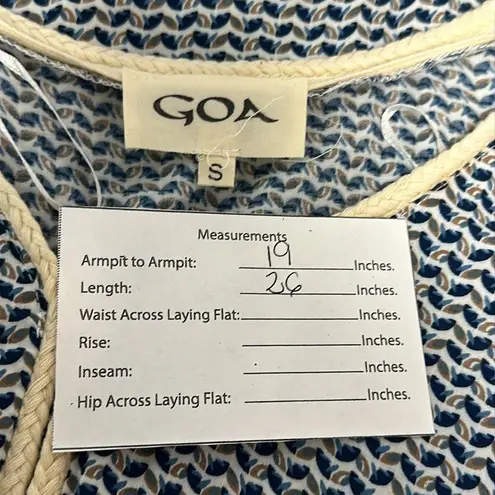 GOA
S
Measurements
Armpit to Armpit: 19 Inches.
Length: 26 Inches.
Waist Across Laying Flat: Inches.
Rise: Inches.
Inseam: Inches.
Hip Across Laying Flat: Inches.